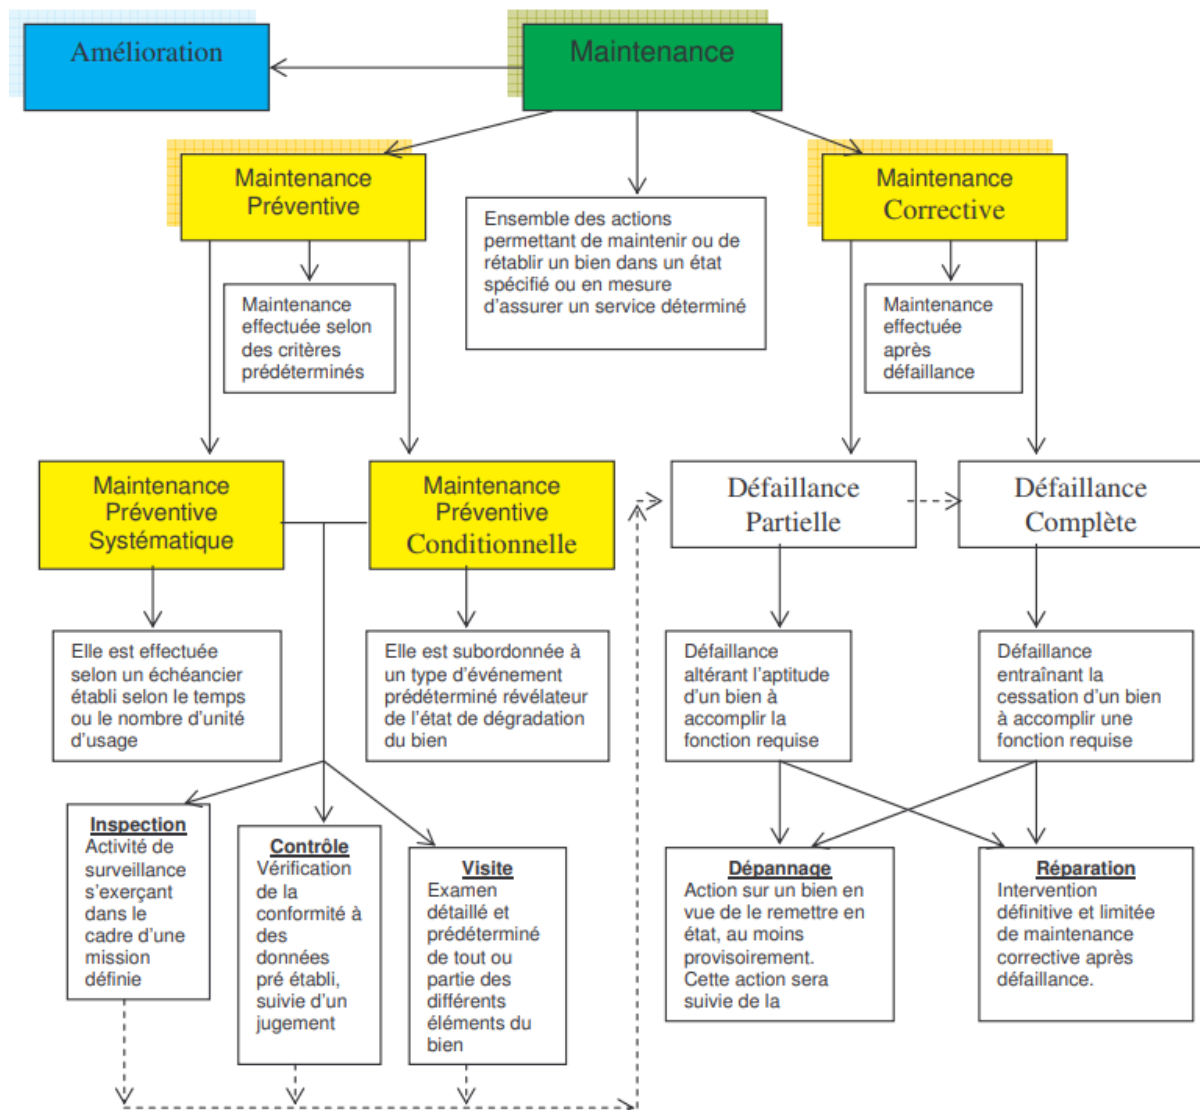 Amélioration
Maintenance
Maintenance
Préventive
Ensemble des actions
permettant de maintenir ou de
rétablir un bien dans un état
spécifié ou en mesure
d'assurer un service déterminé
Maintenance
Corrective
Maintenance
effectuée selon
des critères
prédéterminés
Maintenance
effectuée
après
défaillance
Maintenance
Préventive
Systématique
Maintenance
Préventive
Conditionnelle
Défaillance
Partielle
Défaillance
Complète
Elle est effectuée
selon un échéancier
établi selon le temps
ou le nombre d'unité
d'usage
Elle est subordonnée à
un type d'événement
prédéterminé révélateur
de l'état de dégradation
du bien
Défaillance
altérant l'aptitude
d'un bien à
accomplir la
fonction requise
Défaillance
entraînant la
cessation d'un bien
à accomplir une
fonction requise
Inspection
Activité de
surveillance
s'exerçant
dans le
cadre d'une
mission
définie
Contrôle
Vérification
de la
conformité à
des
données
pré établi,
suivie d'un
jugement
Visite
Examen
détaillé et
prédéterminé
de tout ou
partie des
différents
éléments du
bien
Dépannage
Action sur un bien en
vue de le remettre en
état, au moins
provisoirement.
Cette action sera
suivie de la
Réparation
Intervention
définitive et limitée
de maintenance
corrective après
défaillance.